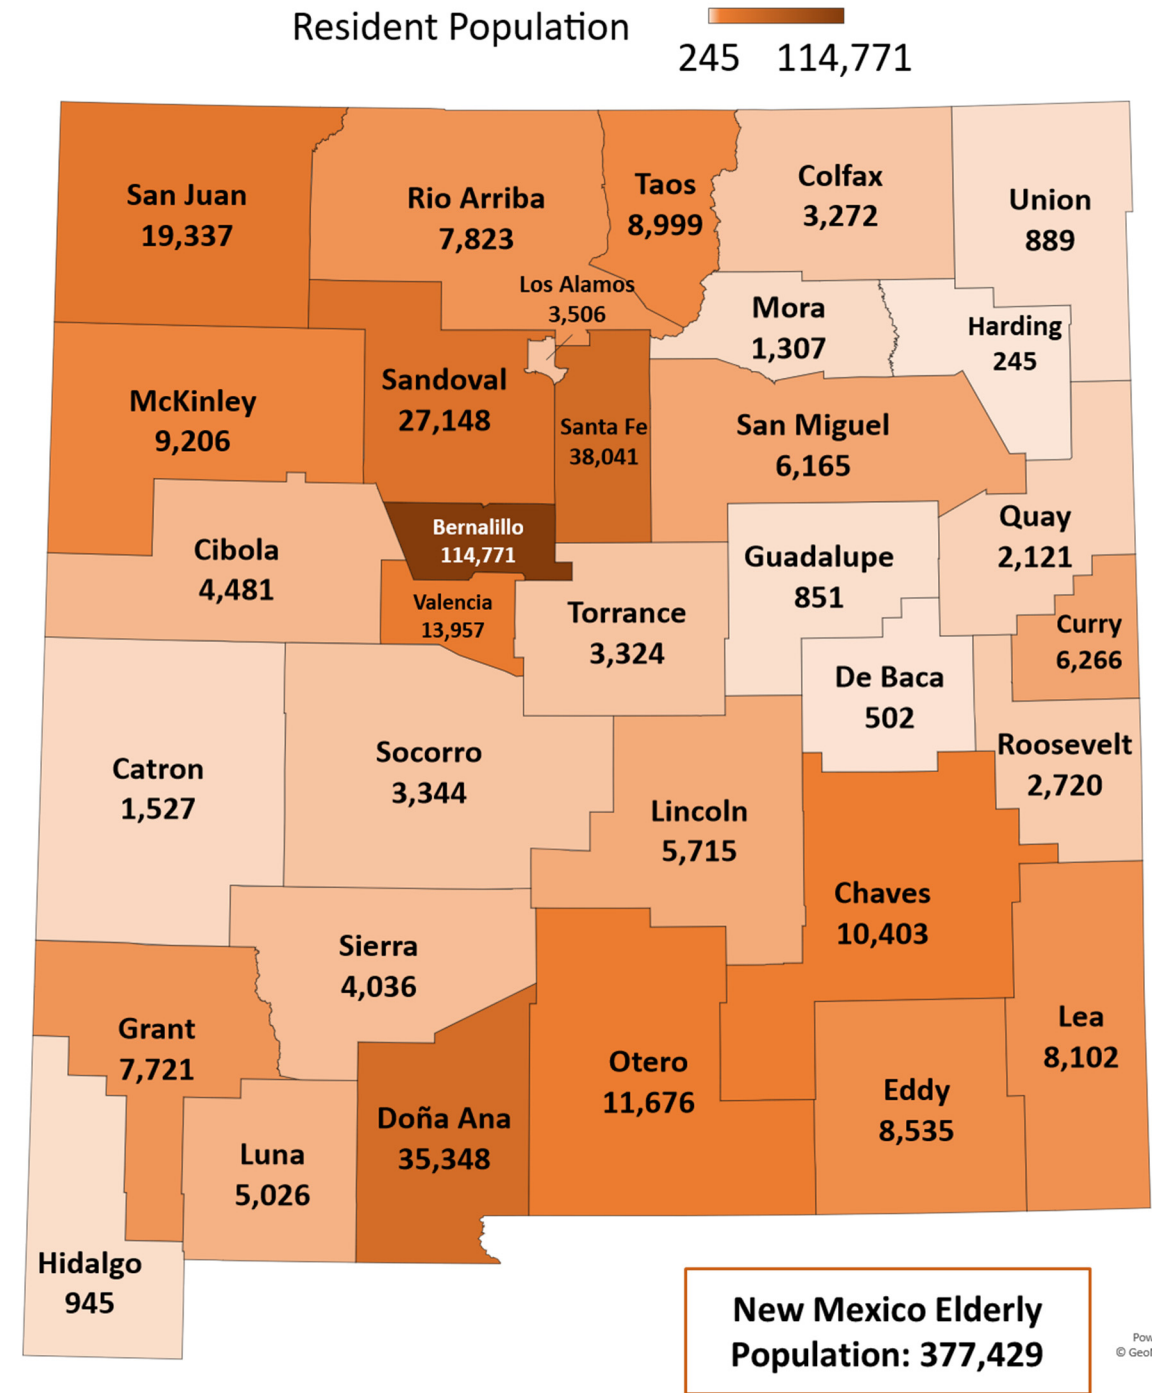 Resident Population
245 114,771
San Juan
19,337
Rio Arriba
7,823
Taos
8,999
Colfax
3,272
Union
889
Los Alamos
3,506
Mora
1,307
Harding
245
McKinley
9,206
Sandoval
27,148
Santa Fe
38,041
San Miguel
6,165
Quay
2,121
Cibola
4,481
Bernalillo
114,771
Guadalupe
851
Valencia
13,957
Torrance
3,324
Curry
6,266
De Baca
502
Roosevelt
2,720
Catron
1,527
Socorro
3,344
Lincoln
5,715
Chaves
10,403
Sierra
4,036
Grant
7,721
Otero
11,676
Lea
8,102
Eddy
8,535
Doña Ana
35,348
Luna
5,026
Hidalgo
945
New Mexico Elderly
Population: 377,429
Pow
© Geo